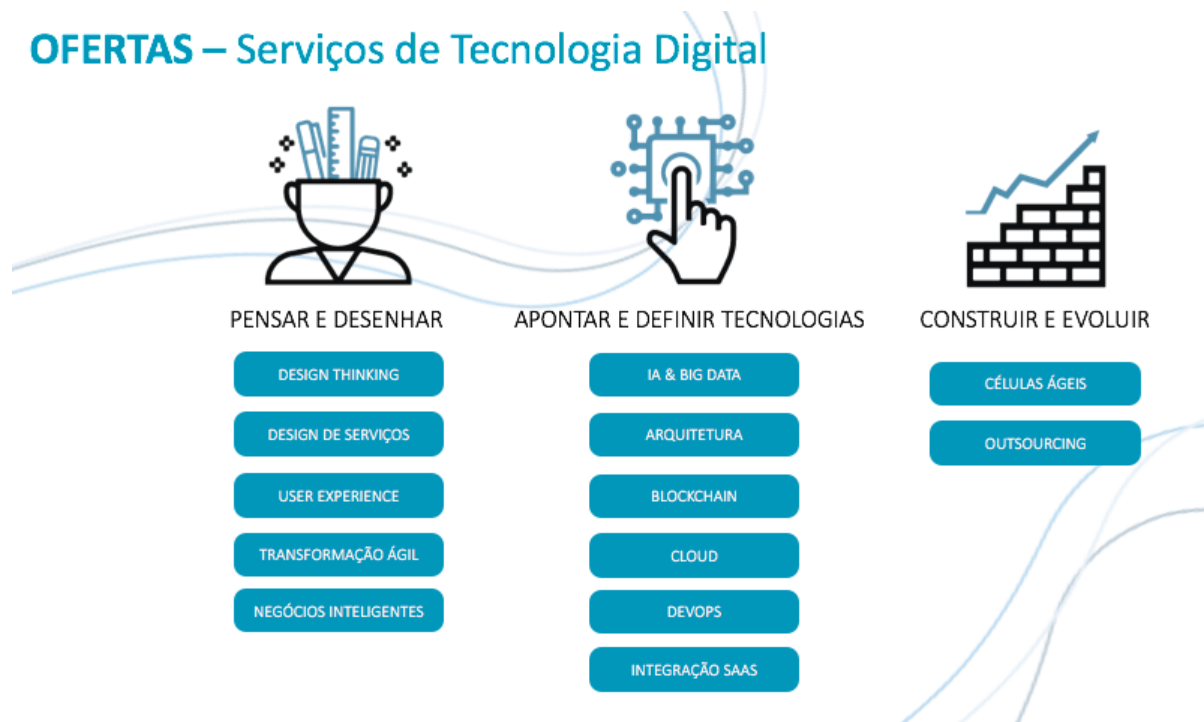 OFERTAS – Serviços de Tecnologia Digital
PENSAR E DESENHAR
DESIGN THINKING
DESIGN DE SERVIÇOS
USER EXPERIENCE
TRANSFORMAÇÃO ÁGIL
NEGÓCIOS INTELIGENTES
APONTAR E DEFINIR TECNOLOGIAS
IA & BIG DATA
ARQUITETURA
BLOCKCHAIN
CLOUD
DEVOPS
INTEGRAÇÃO SAAS
CONSTRUIR E EVOLUIR
CÉLULAS ÁGEIS
OUTSOURCING